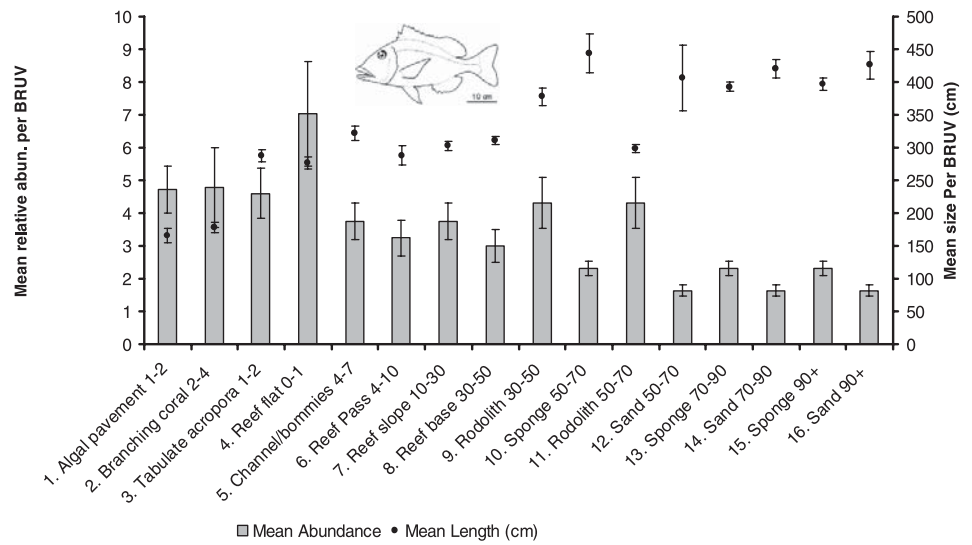 Mean relative abun. per BRUV
10
9
8
7
6
5
4
3
2
1
0
10 cm
500
450
400
350
300
250
200
150
100
50
0
Mean size Per BRUV (cm)
1. Algal pavement 1-2
2. Branching coral 2-4
3. Tabulate acropora 1-2
4. Reef flat 0-1
5. Channel/bommies 4-7
6. Reef Pass 4-10
7. Reef slope 10-30
8. Reef base 30-50
9. Rodolith 30-50
10. Sponge 50-70
11. Rodolith 50-70
12. Sand 50-70
13. Sponge 70-90
14. Sand 70-90
15. Sponge 90+
16. Sand 90+
Mean Abundance • Mean Length (cm)